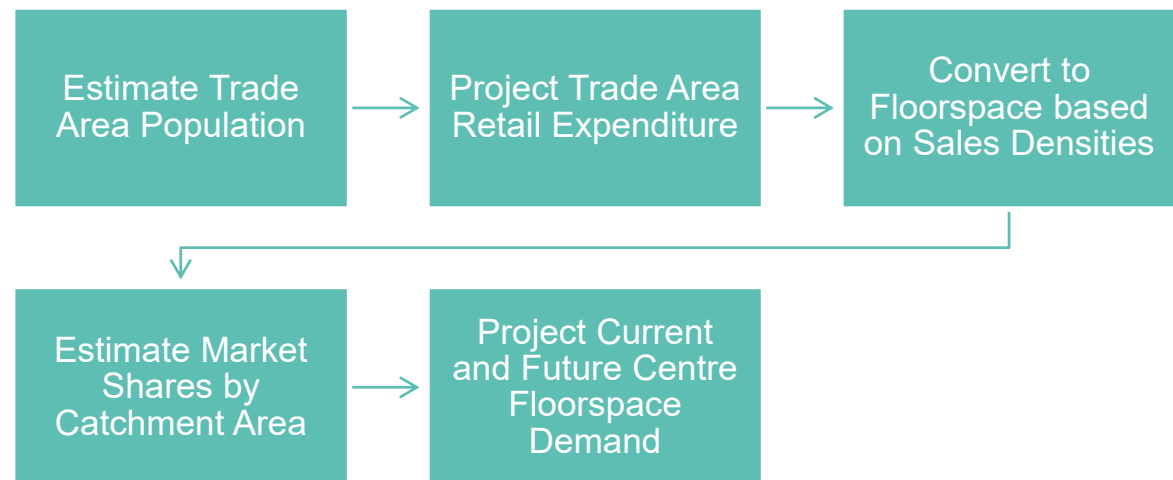 Estimate Trade
Area Population
Project Trade Area
Retail Expenditure
Convert to
Floorspace based
on Sales Densities
Estimate Market
Shares by
Catchment Area
Project Current
and Future Centre
Floorspace
Demand